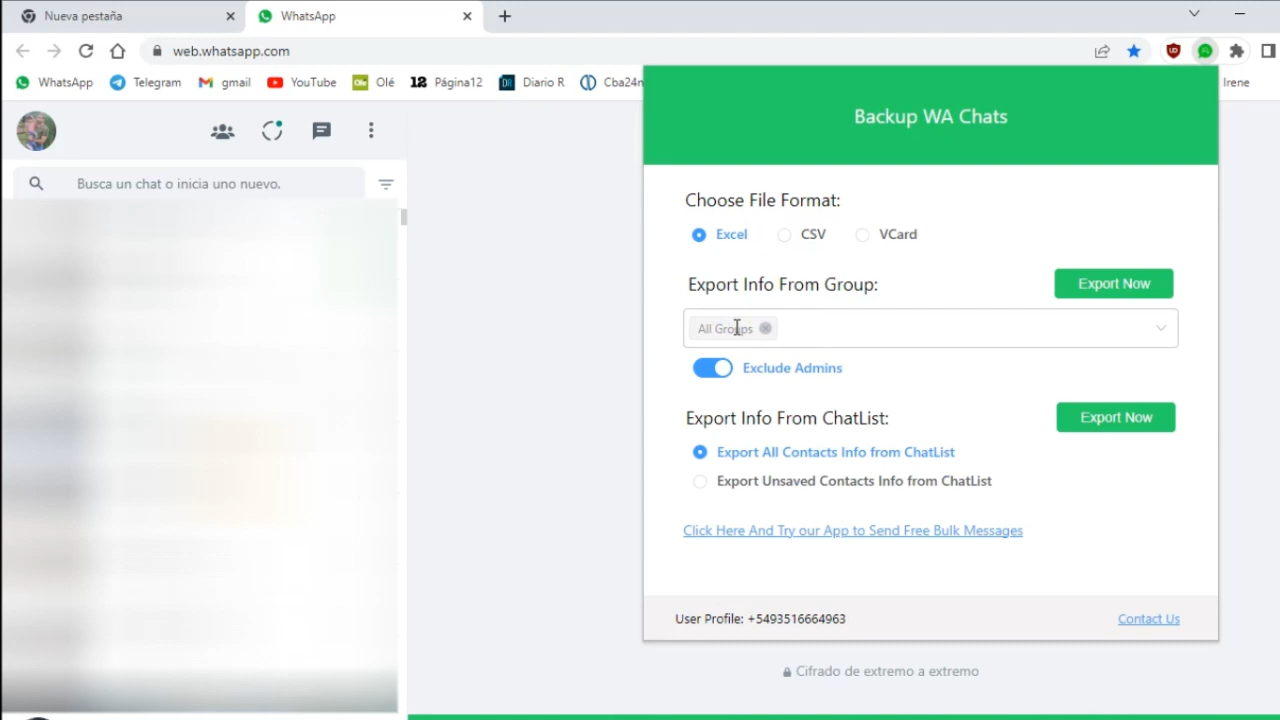 Nueva pestaña
WhatsApp
web.whatsapp.com
WhatsApp Telegram gmail YouTube Olé Página12 Diario R Cba24n Irene
Busca un chat o inicia uno nuevo.
Backup WA Chats
Choose File Format:
Excel CSV VCard
Export Info From Group: Export Now
All Groups
Exclude Admins
Export Info From ChatList: Export Now
Export All Contacts Info from ChatList
Export Unsaved Contacts Info from ChatList
Click Here And Try our App to Send Free Bulk Messages
User Profile: +5493516664963 Contact Us
Cifrado de extremo a extremo